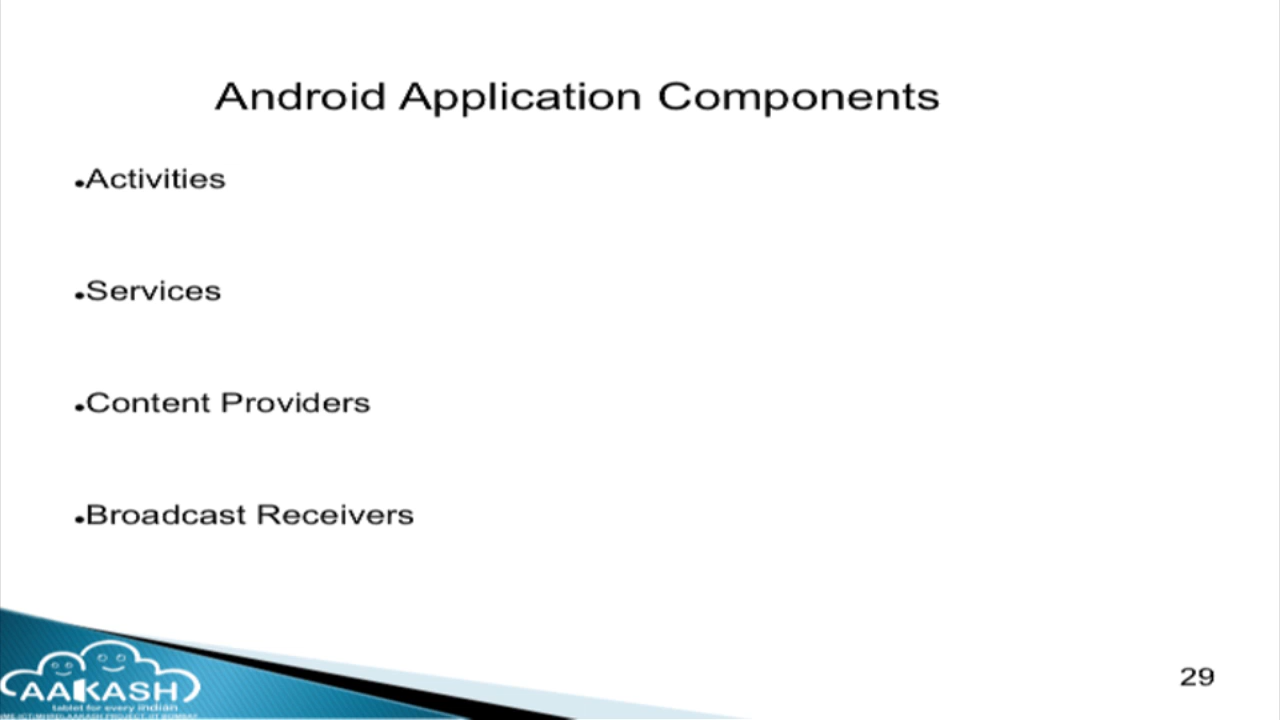 Android Application Components
•Activities
•Services
•Content Providers
•Broadcast Receivers
29
AAKASH
tablet for every indian